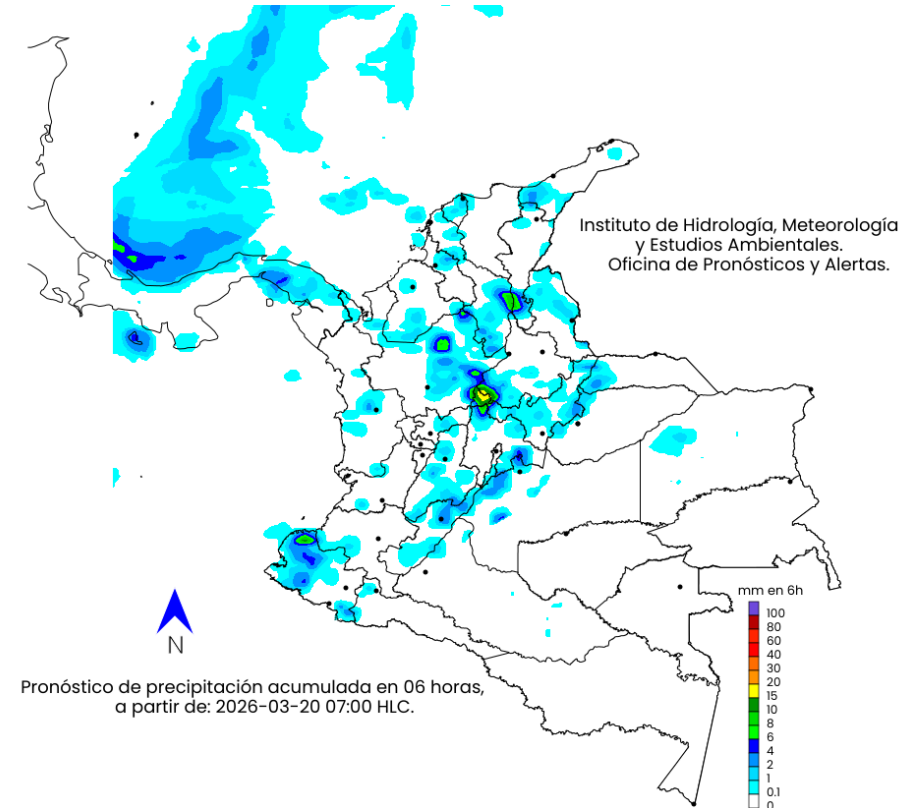 Instituto de Hidrología, Meteorología
y Estudios Ambientales.
Oficina de Pronósticos y Alertas.
N
Pronóstico de precipitación acumulada en 06 horas,
a partir de: 2026-03-20 07:00 HLC.
mm en 6h
100
80
60
40
30
20
15
10
8
6
4
2
1
0.1
0